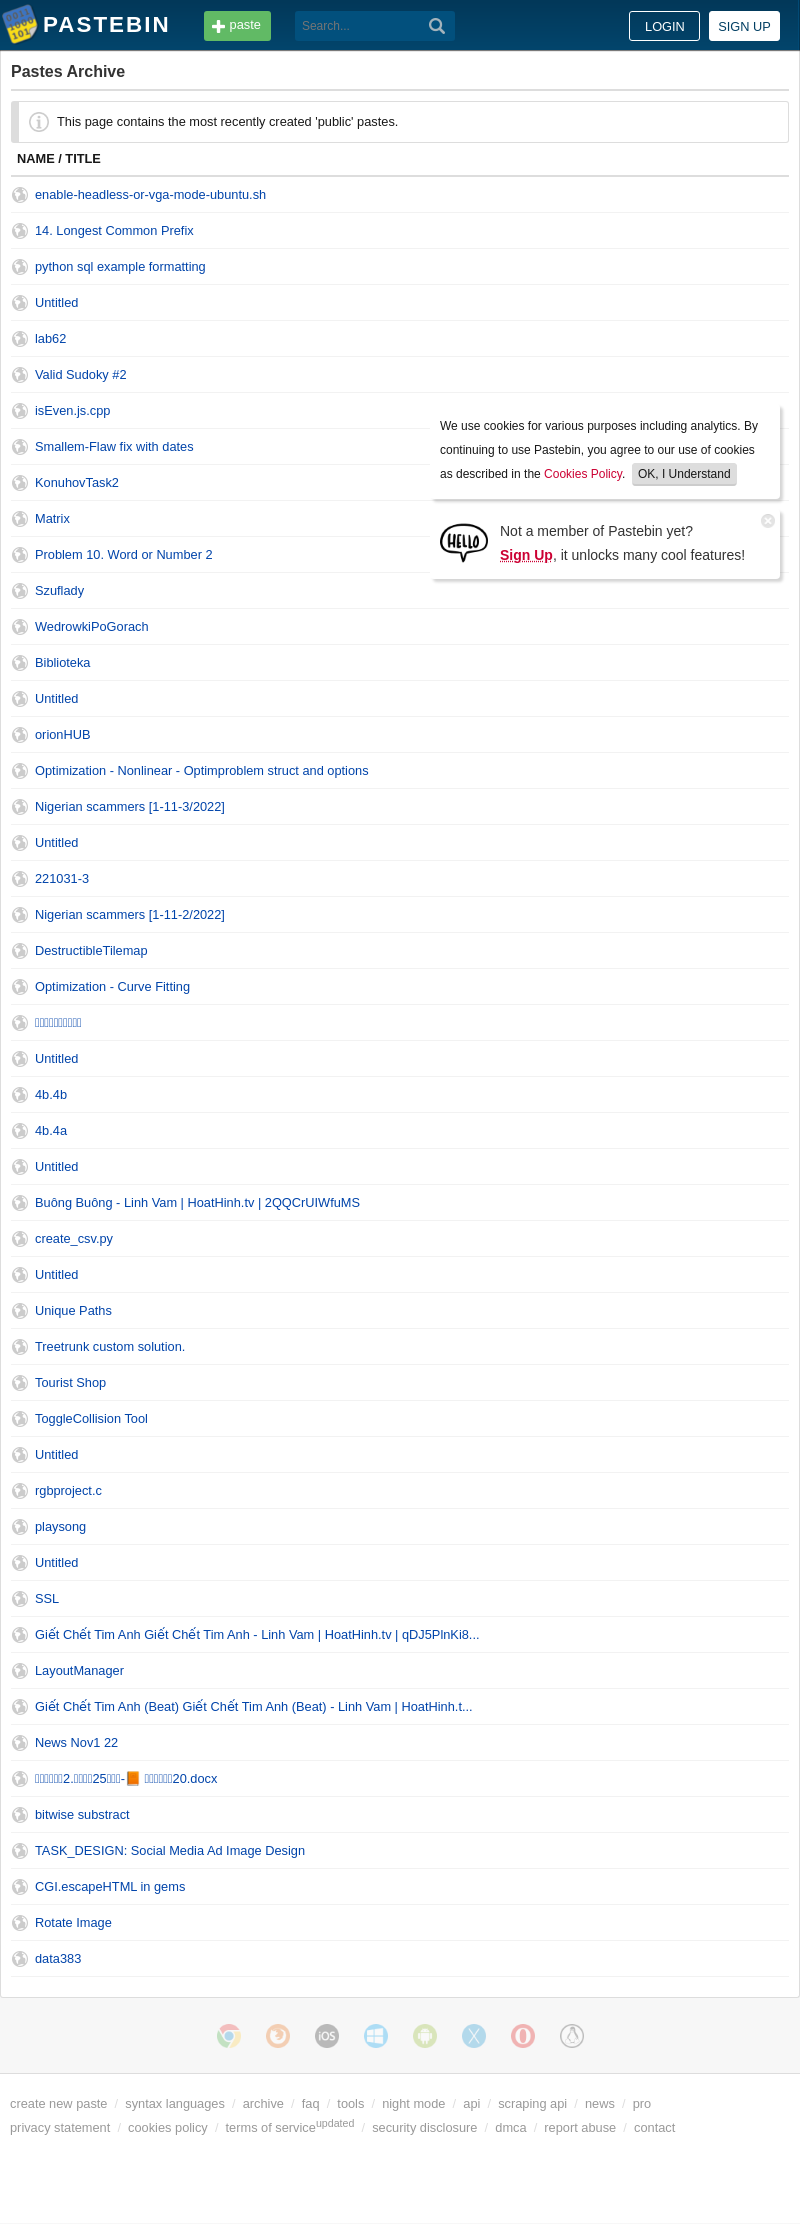 PASTEBIN
paste
Search...
LOGIN
SIGN UP
Pastes Archive
This page contains the most recently created 'public' pastes.
NAME / TITLE
enable-headless-or-vga-mode-ubuntu.sh
14. Longest Common Prefix
python sql example formatting
Untitled
lab62
Valid Sudoky #2
isEven.js.cpp
Smallem-Flaw fix with dates
KonuhovTask2
Matrix
Problem 10. Word or Number 2
We use cookies for various purposes including analytics. By
continuing to use Pastebin, you agree to our use of cookies
as described in the Cookies Policy. OK, I Understand
HELLO
Not a member of Pastebin yet?
Sign Up, it unlocks many cool features!
Szuflady
WedrowkiPoGorach
Biblioteka
Untitled
orionHUB
Optimization - Nonlinear - Optimproblem struct and options
Nigerian scammers [1-11-3/2022]
Untitled
221031-3
Nigerian scammers [1-11-2/2022]
DestructibleTilemap
Optimization - Curve Fitting
Untitled
4b.4b
4b.4a
Untitled
Buông Buông - Linh Vam | HoatHinh.tv | 2QQCrUIWfuMS
create_csv.py
Untitled
Unique Paths
Treetrunk custom solution.
Tourist Shop
ToggleCollision Tool
Untitled
rgbproject.c
playsong
Untitled
SSL
Giết Chết Tim Anh Giết Chết Tim Anh - Linh Vam | HoatHinh.tv | qDJ5PlnKi8...
LayoutManager
Giết Chết Tim Anh (Beat) Giết Chết Tim Anh (Beat) - Linh Vam | HoatHinh.t...
News Nov1 22
2.25-📙 20.docx
bitwise substract
TASK_DESIGN: Social Media Ad Image Design
CGI.escapeHTML in gems
Rotate Image
data383
iOS
create new paste / syntax languages / archive / faq / tools / night mode / api / scraping api / news / pro
privacy statement / cookies policy / terms of service updated / security disclosure / dmca / report abuse / contact